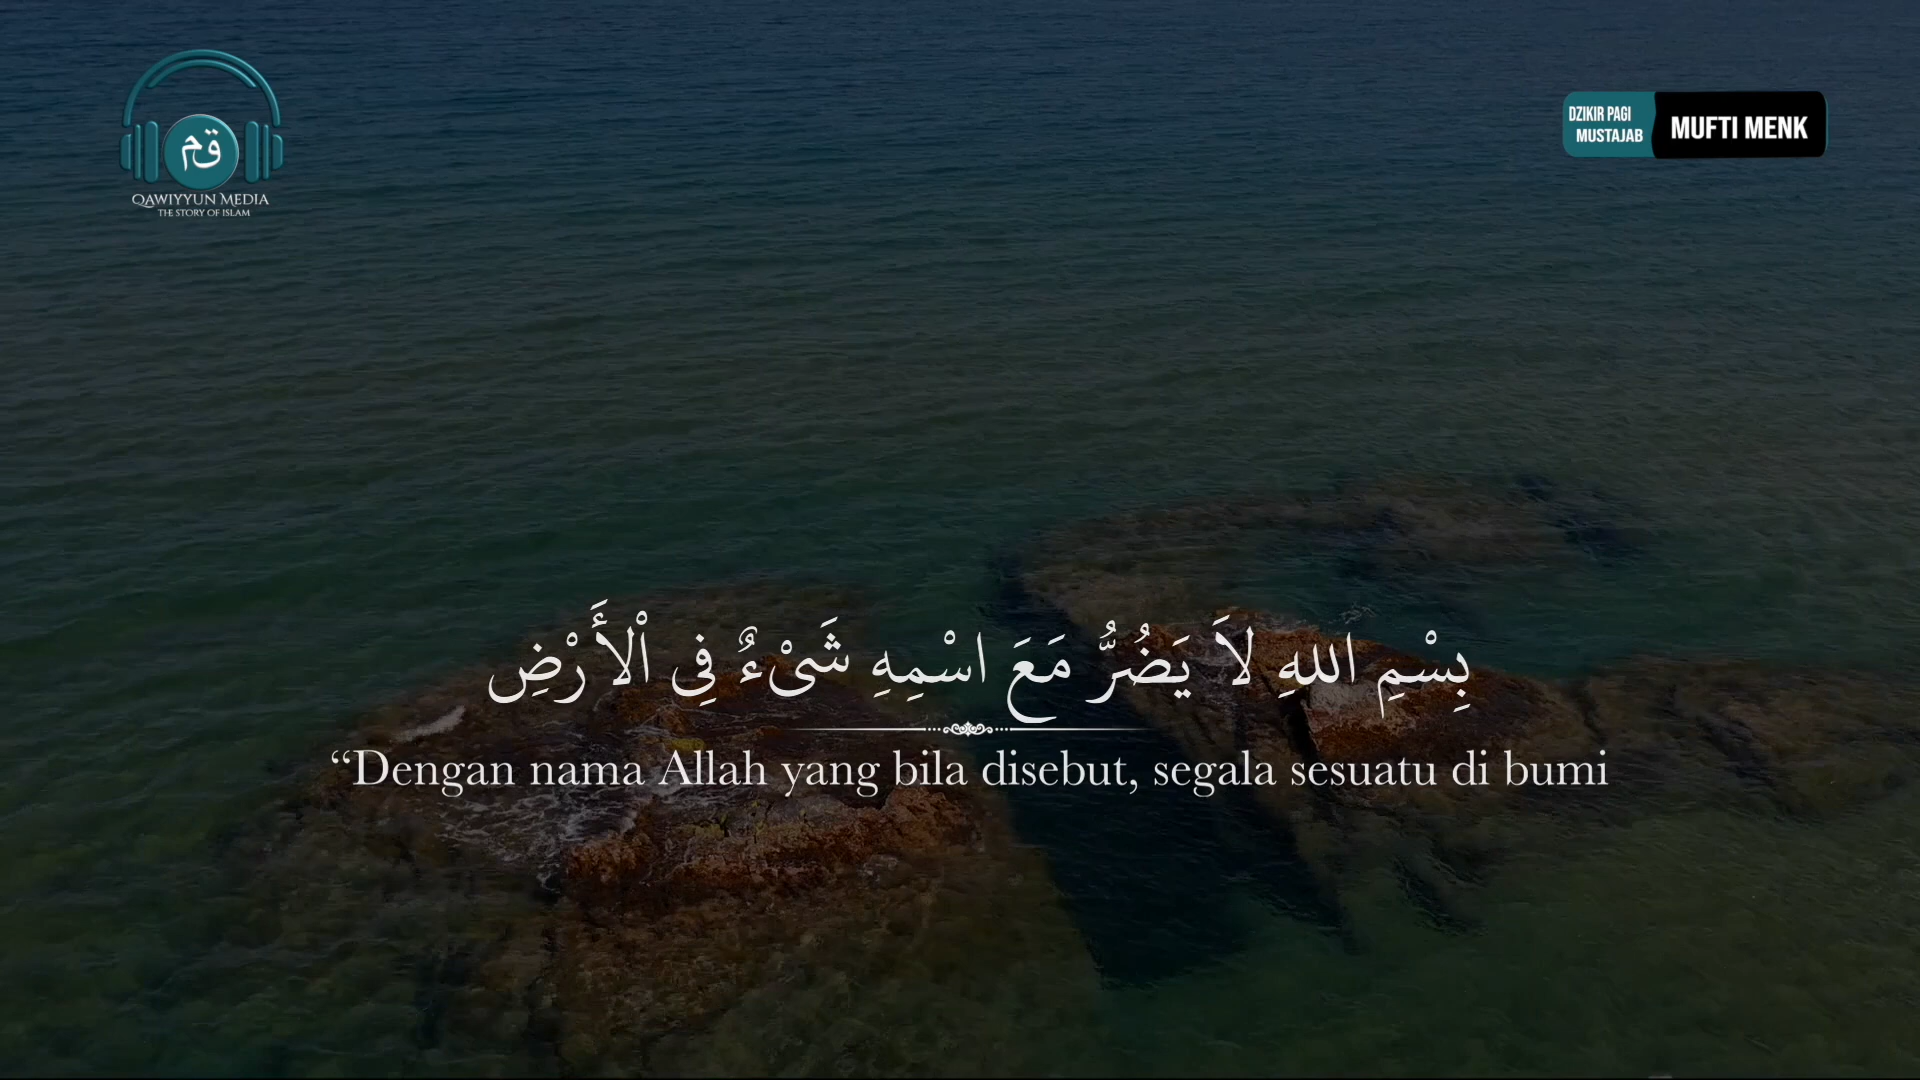 قم
QAWIYYUN MEDIA
THE STORY OF ISLAM
DZIKIR PAGI
MUSTAJAB
MUFTI MENK
بِسْمِ اللهِ لاَ يَضُرُّ مَعَ اسْمِهِ شَىْءٌ فِى اْلأَرْضِ
“Dengan nama Allah yang bila disebut, segala sesuatu di bumi